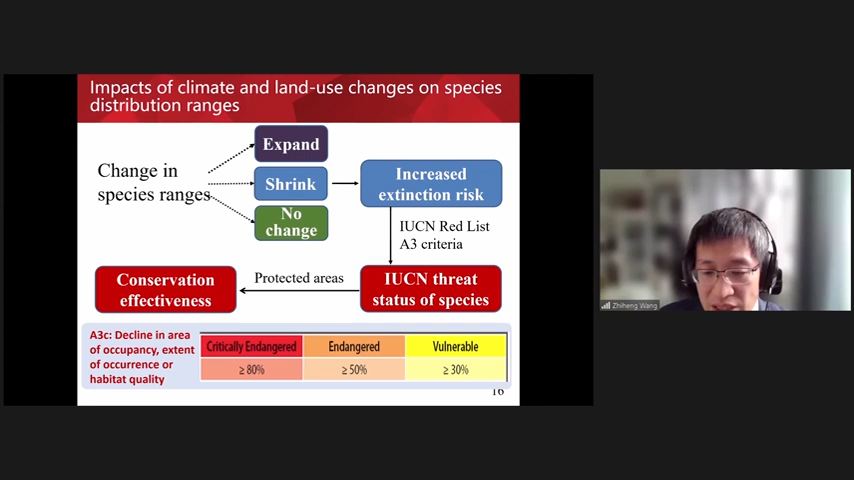 Impacts of climate and land-use changes on species
distribution ranges
Change in
species ranges
Expand
Shrink
No
change
Increased
extinction risk
IUCN Red List
A3 criteria
Conservation
effectiveness
Protected areas
IUCN threat
status of species
A3c: Decline in area
of occupancy, extent
of occurrence or
habitat quality
Critically Endangered
Endangered
Vulnerable
≥ 80%
≥ 50%
≥ 30%
16
Zhiheng Wang